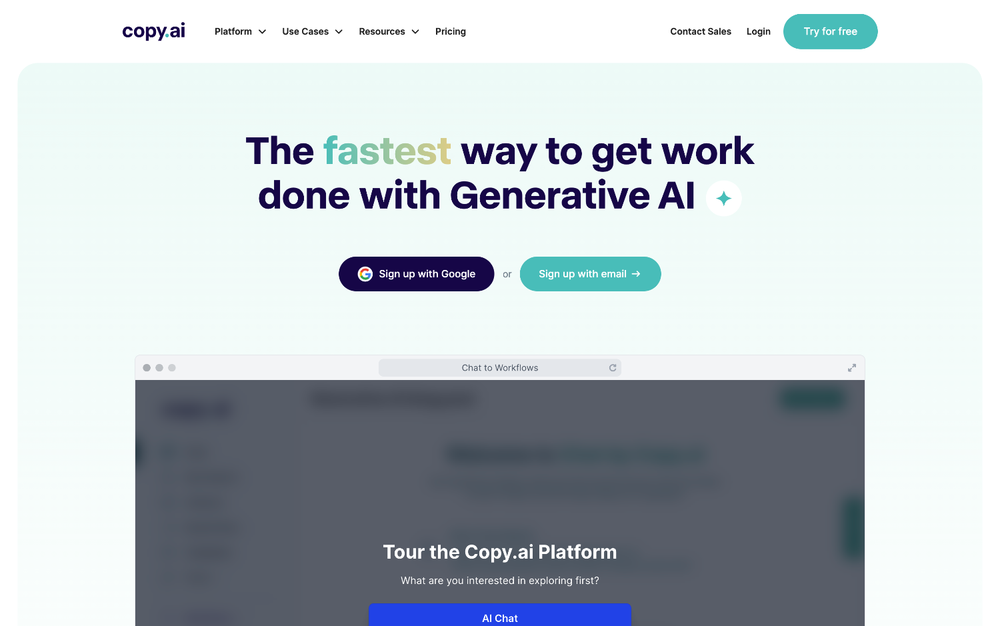 copy.ai
Platform
Use Cases
Resources
Pricing
Contact Sales
Login
Try for free
The fastest way to get work
done with Generative AI
Sign up with Google
or
Sign up with email
Chat to Workflows
Tour the Copy.ai Platform
What are you interested in exploring first?
AI Chat